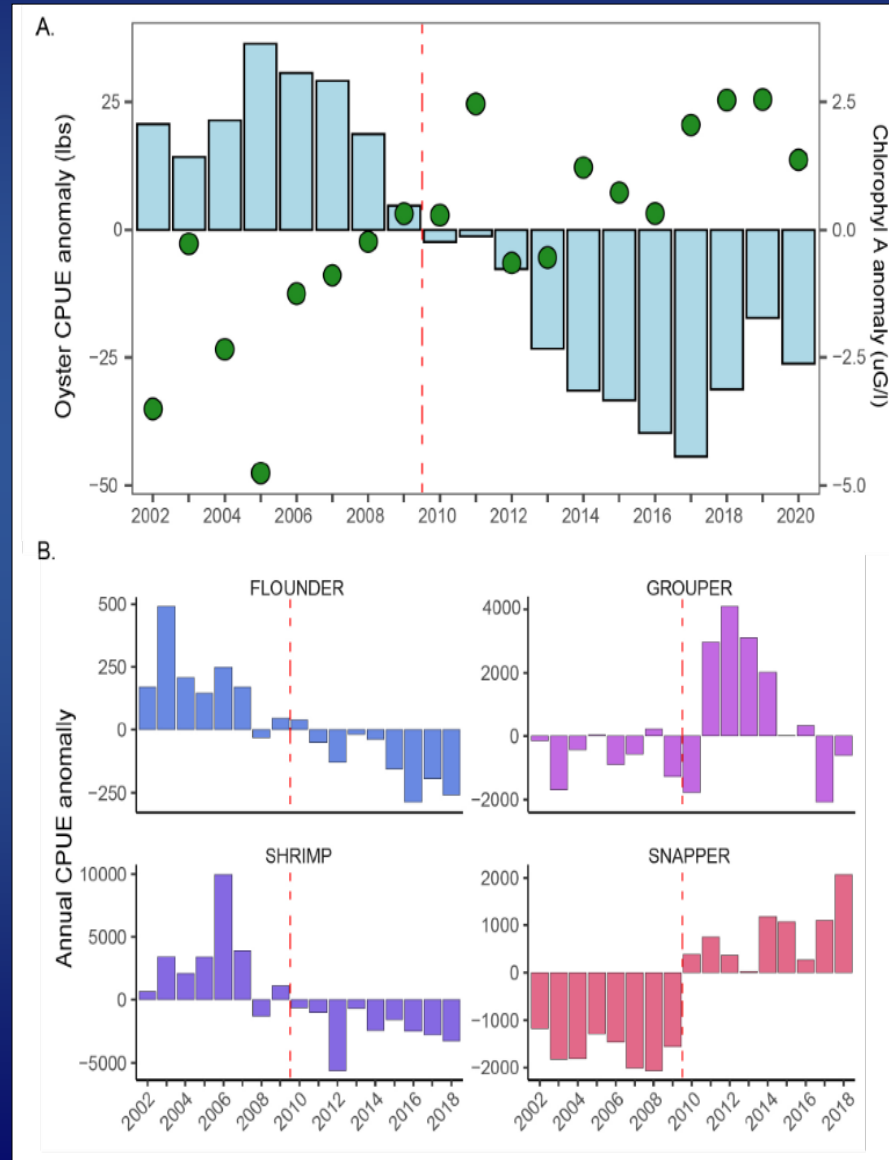 A.
Oyster CPUE anomaly (lbs)
25
0
−25
−50
2.5
0.0
−2.5
−5.0
Chlorophyll A anomaly (uG/l)
2002 2004 2006 2008 2010 2012 2014 2016 2018 2020
B.
Annual CPUE anomally
FLOUNDER
500
250
0
−250
GROUPER
4000
2000
0
−2000
SHRIMP
10000
5000
0
−5000
2002 2004 2006 2008 2010 2012 2014 2016 2018
SNAPPER
2000
1000
0
−1000
−2000
2002 2004 2006 2008 2010 2012 2014 2016 2018